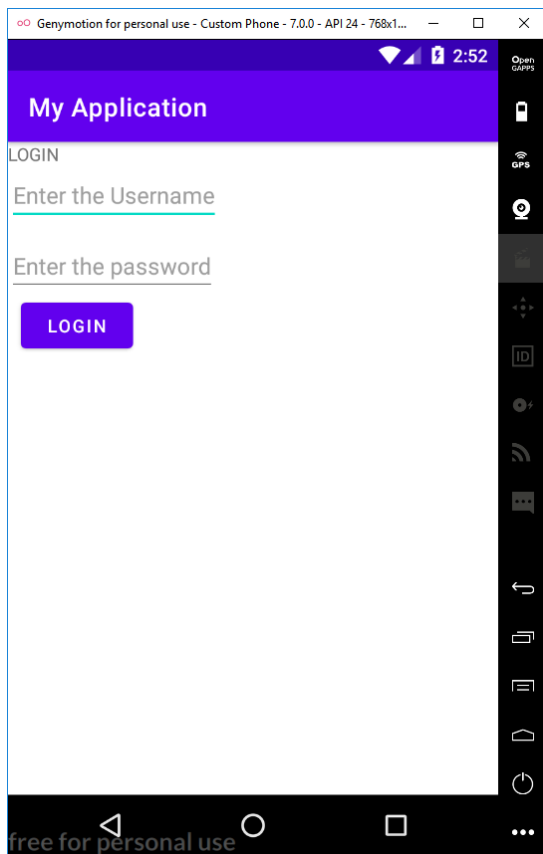 Genymotion for personal use - Custom Phone - 7.0.0 - API 24 - 768x1...
2:52
Open
GAPPS
My Application
GPS
LOGIN
Enter the Username
Enter the password
LOGIN
ID
free for personal use